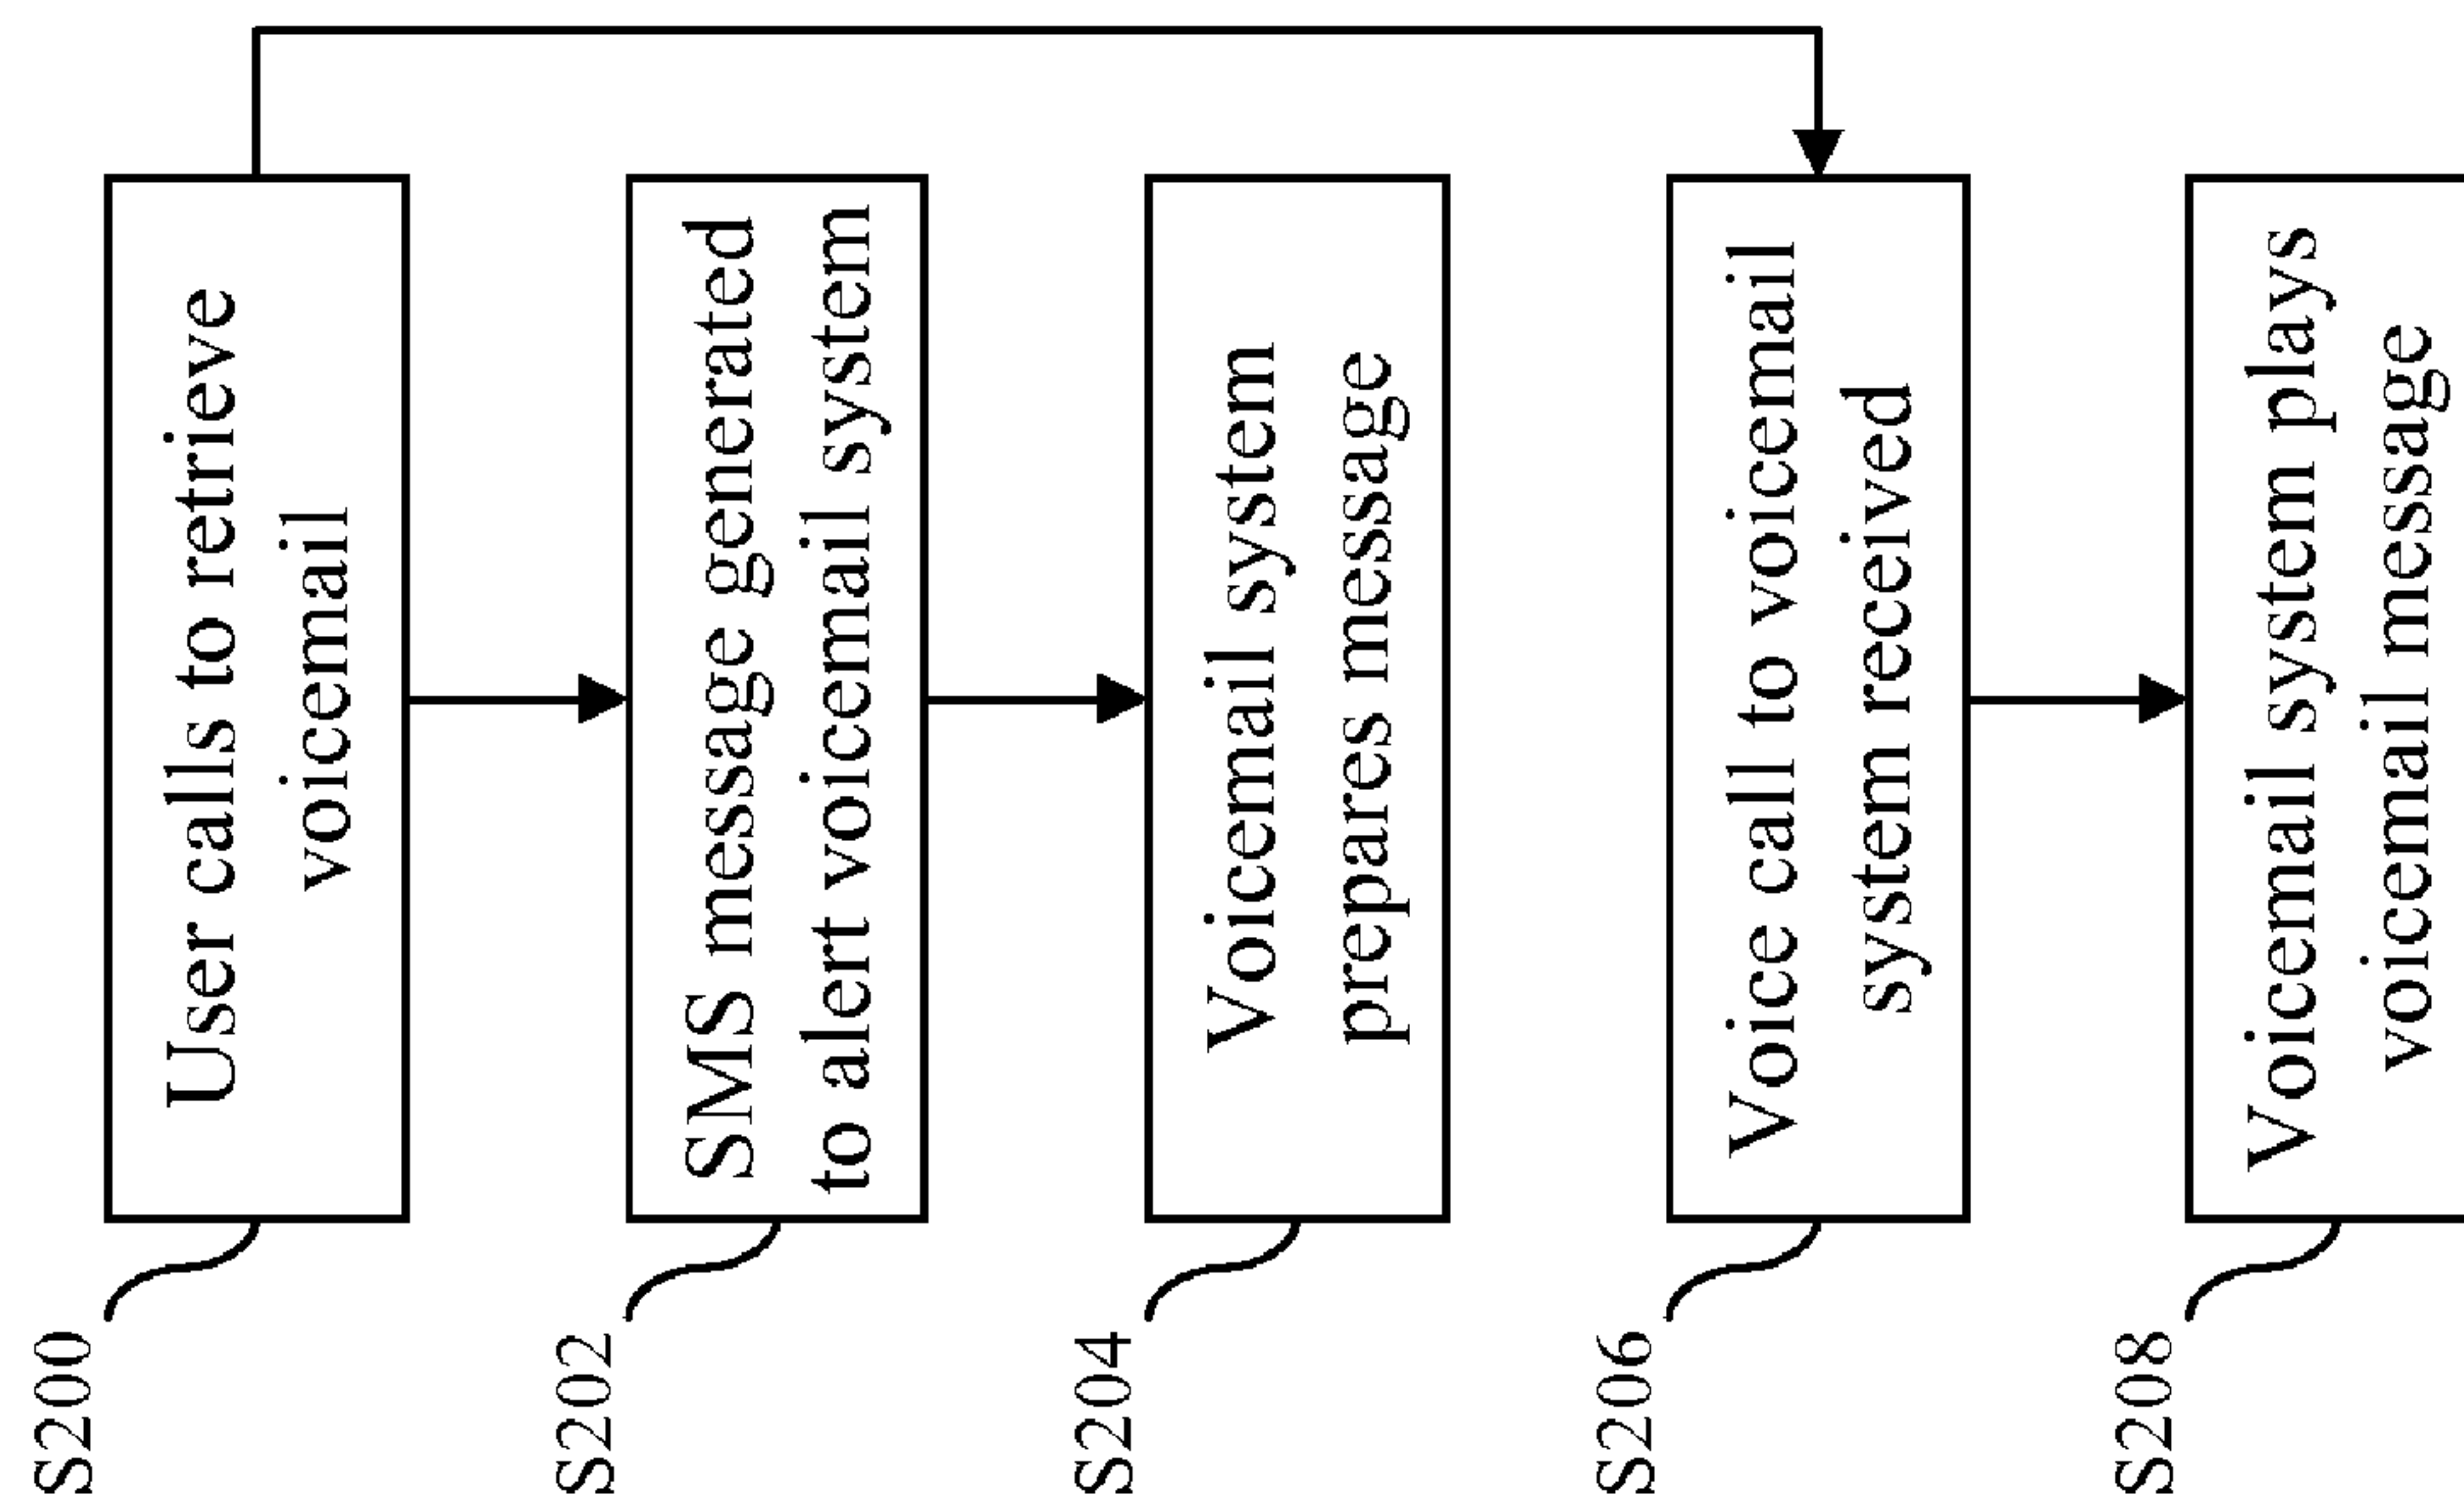 S200
User calls to retrieve
voicemail
S202
SMS message generated
to alert voicemail system
S204
Voicemail system
prepares message
S206
Voice call to voicemail
system received
S208
Voicemail system plays
voicemail message